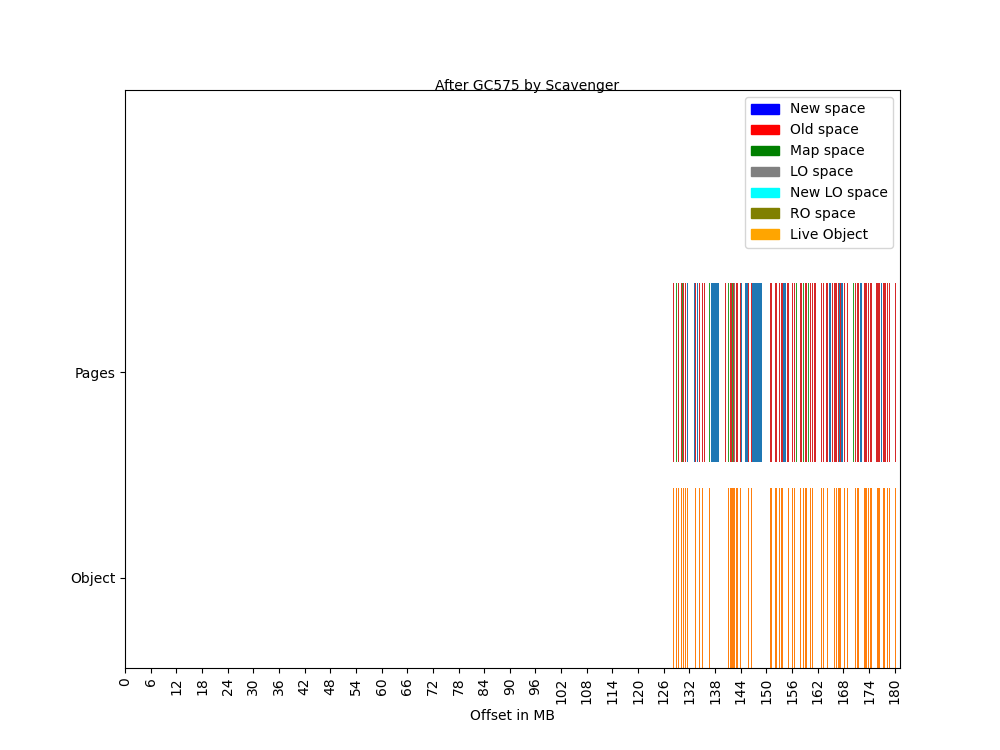 After GC575 by Scavenger
New space
Old space
Map space
LO space
New LO space
RO space
Live Object
Pages
Object
0 6 12 18 24 30 36 42 48 54 60 66 72 78 84 90 96 102 108 114 120 126 132 138 144 150 156 162 168 174 180
Offset in MB